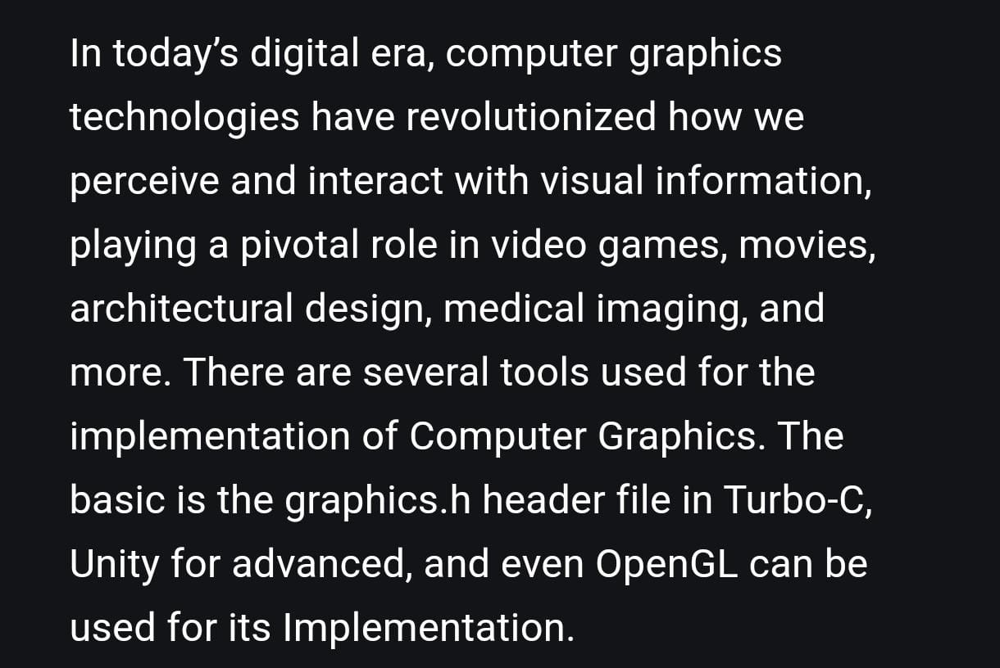 In today’s digital era, computer graphics
technologies have revolutionized how we
perceive and interact with visual information,
playing a pivotal role in video games, movies,
architectural design, medical imaging, and
more. There are several tools used for the
implementation of Computer Graphics. The
basic is the graphics.h header file in Turbo-C,
Unity for advanced, and even OpenGL can be
used for its Implementation.